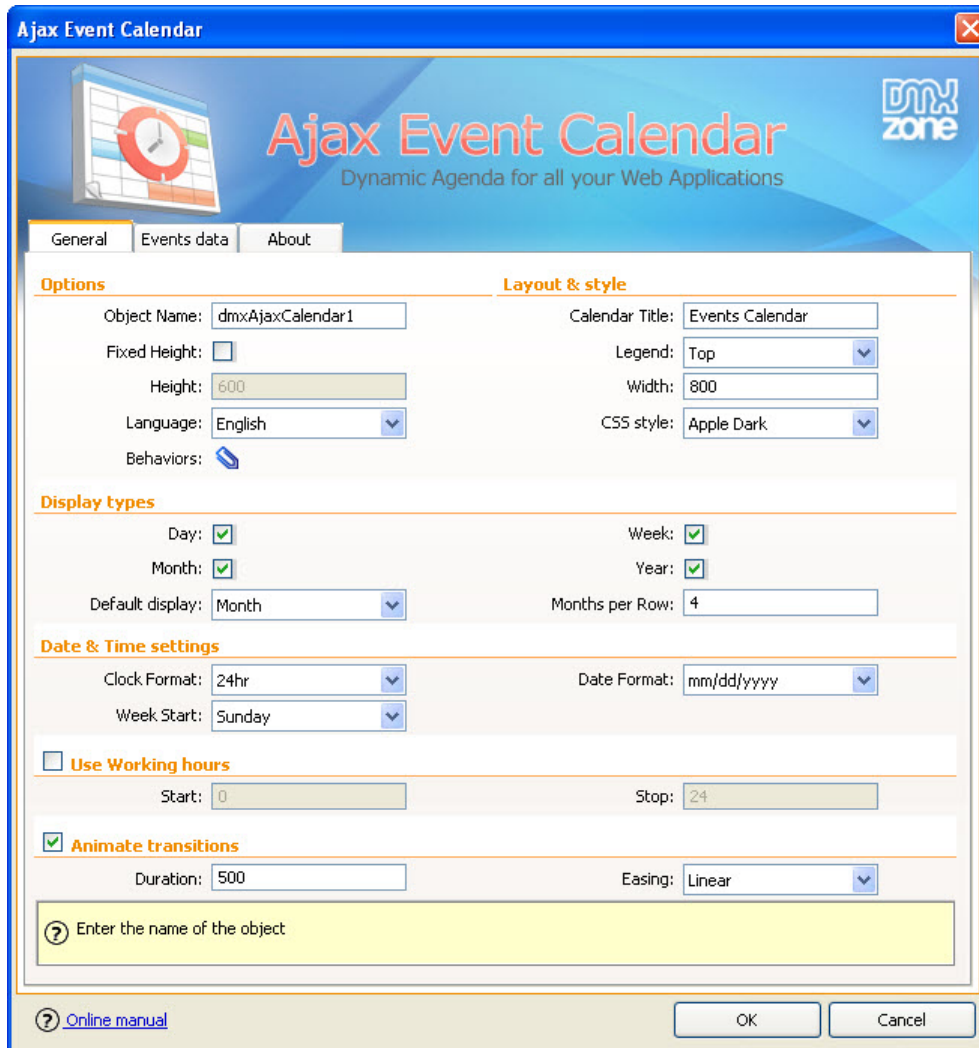 Ajax Event Calendar
DMX
zone
Ajax Event Calendar
Dynamic Agenda for all your Web Applications
General Events data About
Options Layout & style
Object Name: dmxAjaxCalendar1 Calendar Title: Events Calendar
Fixed Height: Legend: Top
Height: 600 Width: 800
Language: English CSS style: Apple Dark
Behaviors:
Display types
Day: Week:
Month: Year:
Default display: Month Months per Row: 4
Date & Time settings
Clock Format: 24hr Date Format: mm/dd/yyyy
Week Start: Sunday
Use Working hours
Start: 0 Stop: 24
Animate transitions
Duration: 500 Easing: Linear
? Enter the name of the object
? Online manual OK Cancel